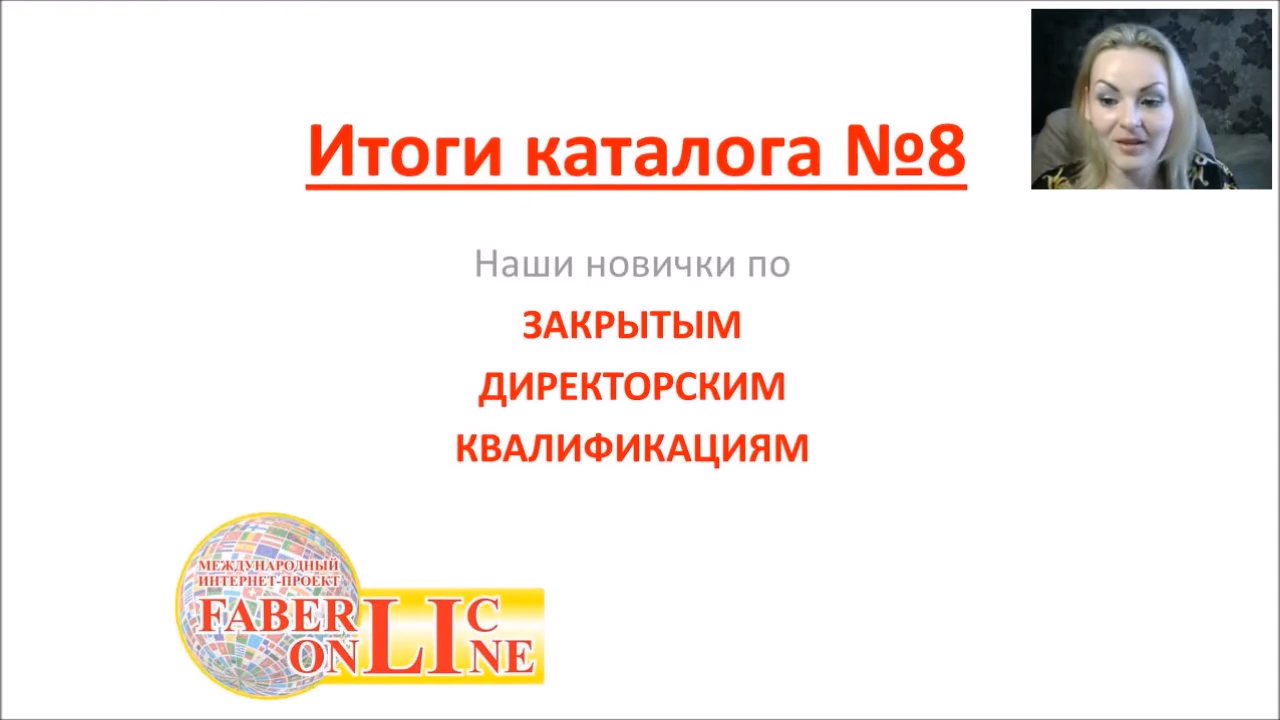 Итоги каталога №8
Наши новички по
ЗАКРЫТЫМ
ДИРЕКТОРСКИМ
КВАЛИФИКАЦИЯМ
МЕЖДУНАРОДНЫЙ
ИНТЕРНЕТ-ПРОЕКТ
FABERLIC
ONLINE